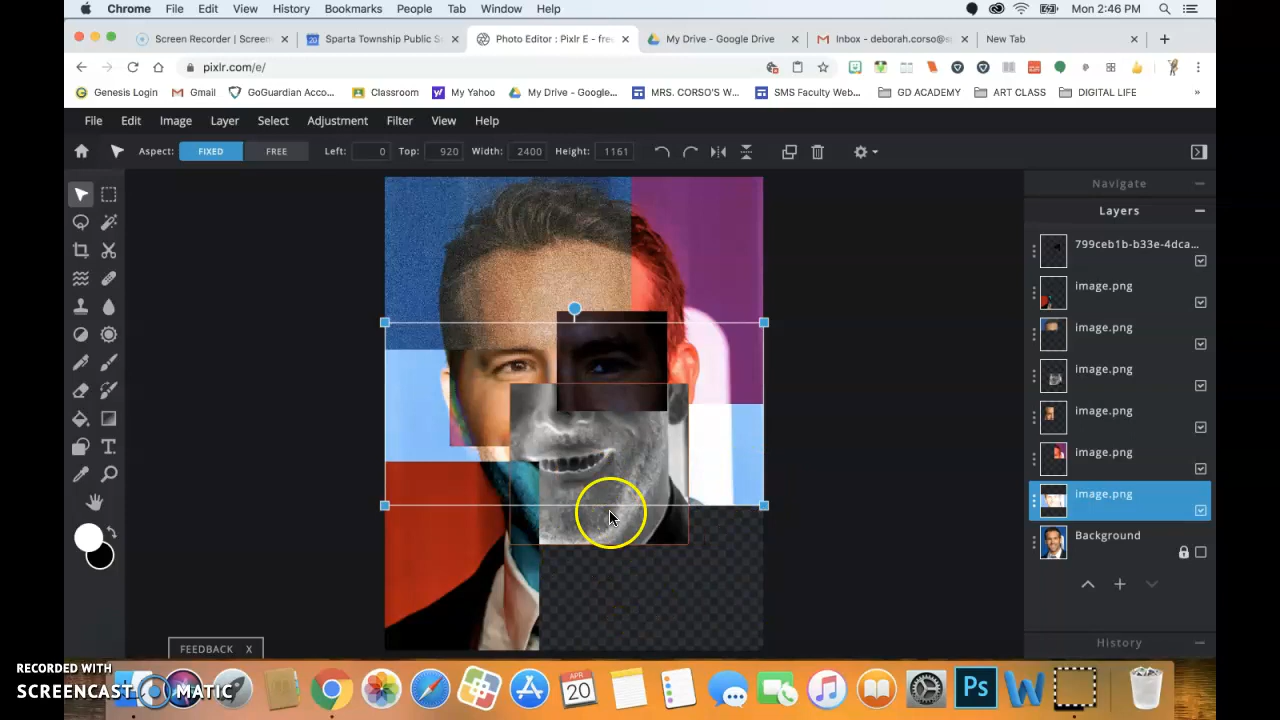 Chrome File Edit View History Bookmarks People Tab Window Help Mon 2:46 PM
Screen Recorder | Screen Sparta Township Public S Photo Editor : Pixlr E - fre My Drive - Google Drive Inbox - deborah.corso@s New Tab
pixlr.com/e/
Genesis Login Gmail GoGuardian Acco... Classroom My Yahoo My Drive - Google... MRS. CORSO'S W... SMS Faculty Web... GD ACADEMY ART CLASS DIGITAL LIFE »
File Edit Image Layer Select Adjustment Filter View Help
Aspect: FIXED FREE Left: 0 Top: 920 Width: 2400 Height: 1161
Navigate
Layers
799ceb1b-b33e-4dca...
image.png
image.png
image.png
image.png
image.png
image.png
Background
History
FEEDBACK X
RECORDED WITH
SCREENCAST MATIC
APR
20
Ps